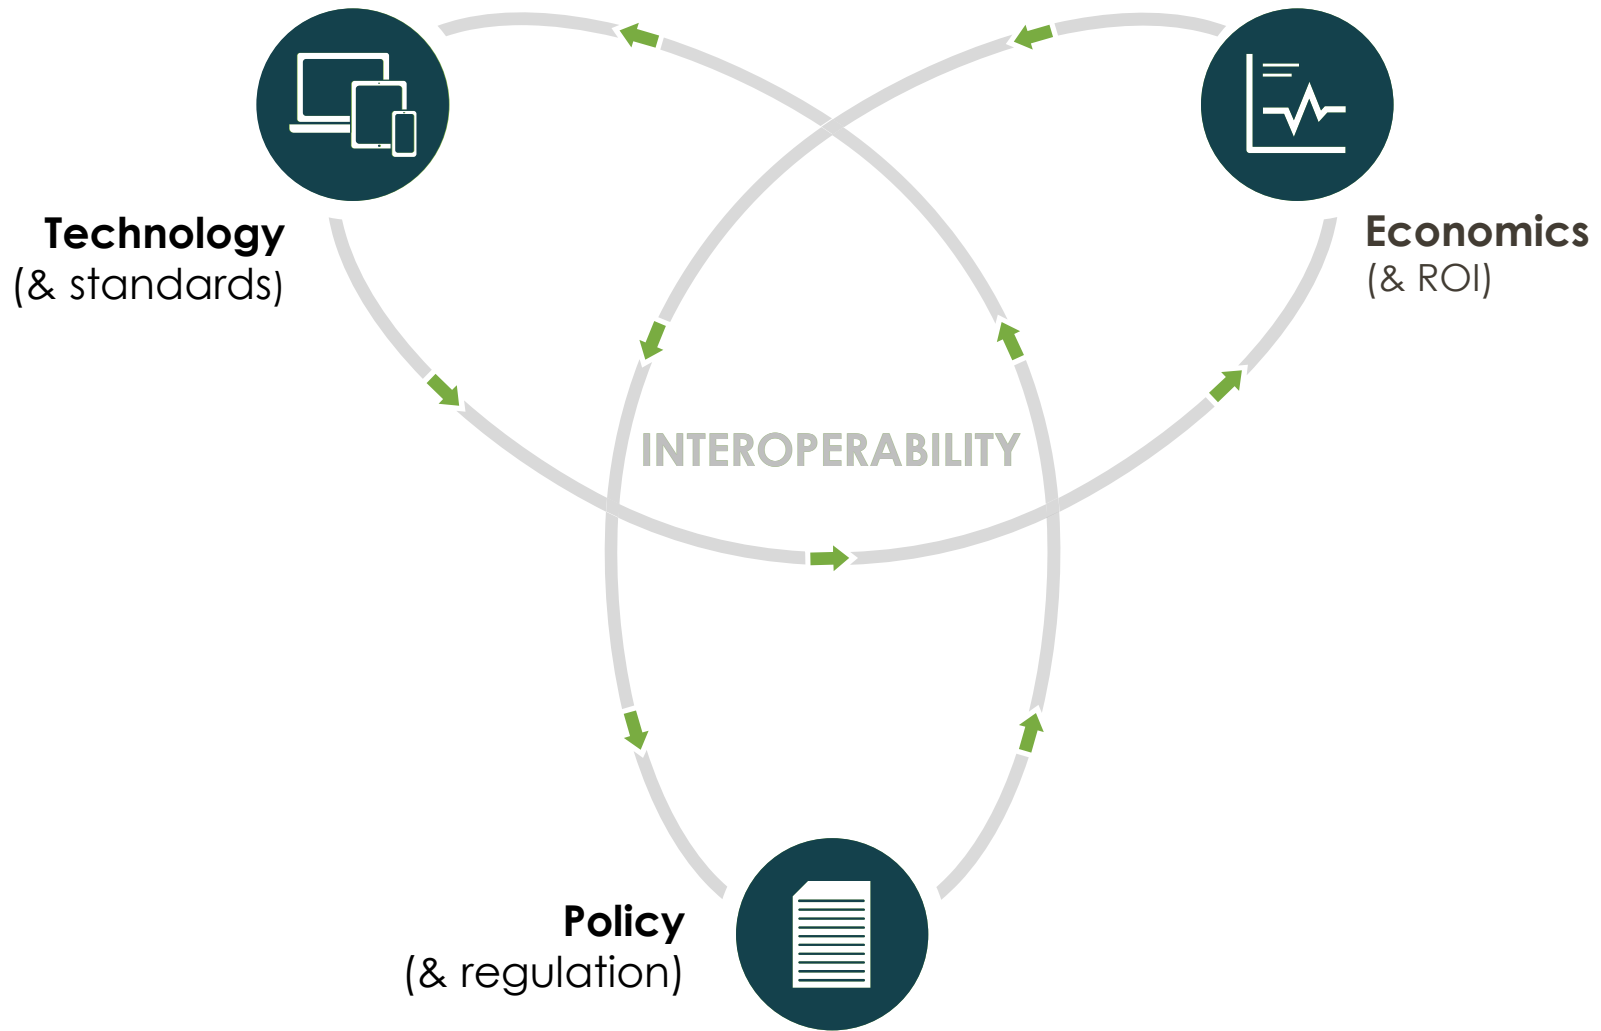 Technology
(& standards)
Economics
(& ROI)
INTEROPERABILITY
Policy
(& regulation)